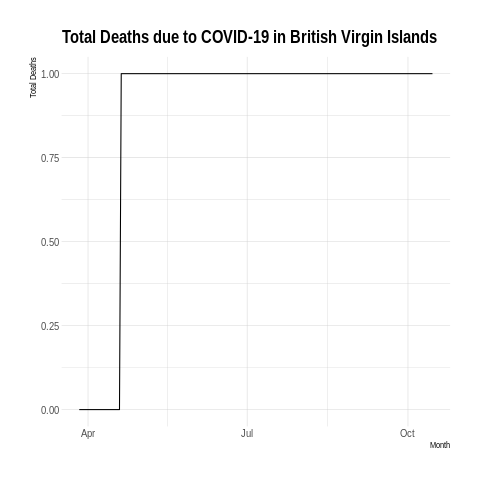 Total Deaths due to COVID-19 in British Virgin Islands
Total Deaths
1.00
0.75
0.50
0.25
0.00
Apr Jul Oct
Month